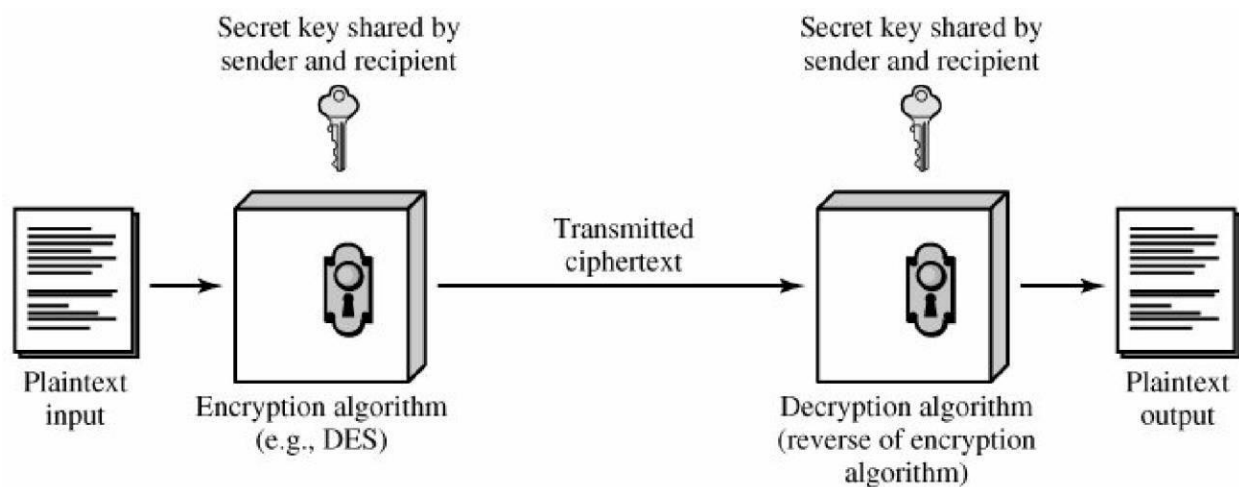 Secret key shared by
sender and recipient
Secret key shared by
sender and recipient
Transmitted
ciphertext
Plaintext
input
Encryption algorithm
(e.g., DES)
Decryption algorithm
(reverse of encryption
algorithm)
Plaintext
output